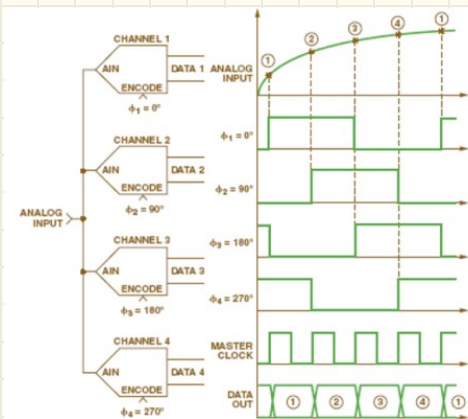 CHANNEL 1
AIN
DATA 1
ENCODE
ϕ1 = 0°
CHANNEL 2
AIN
DATA 2
ENCODE
ϕ2 = 90°
ANALOG
INPUT
CHANNEL 3
AIN
DATA 3
ENCODE
ϕ3 = 180°
CHANNEL 4
AIN
DATA 4
ENCODE
ϕ4 = 270°
ANALOG
INPUT
① ② ③ ④ ①
ϕ1 = 0°
ϕ2 = 90°
ϕ3 = 180°
ϕ4 = 270°
MASTER
CLOCK
DATA
OUT
① ② ③ ④ ①